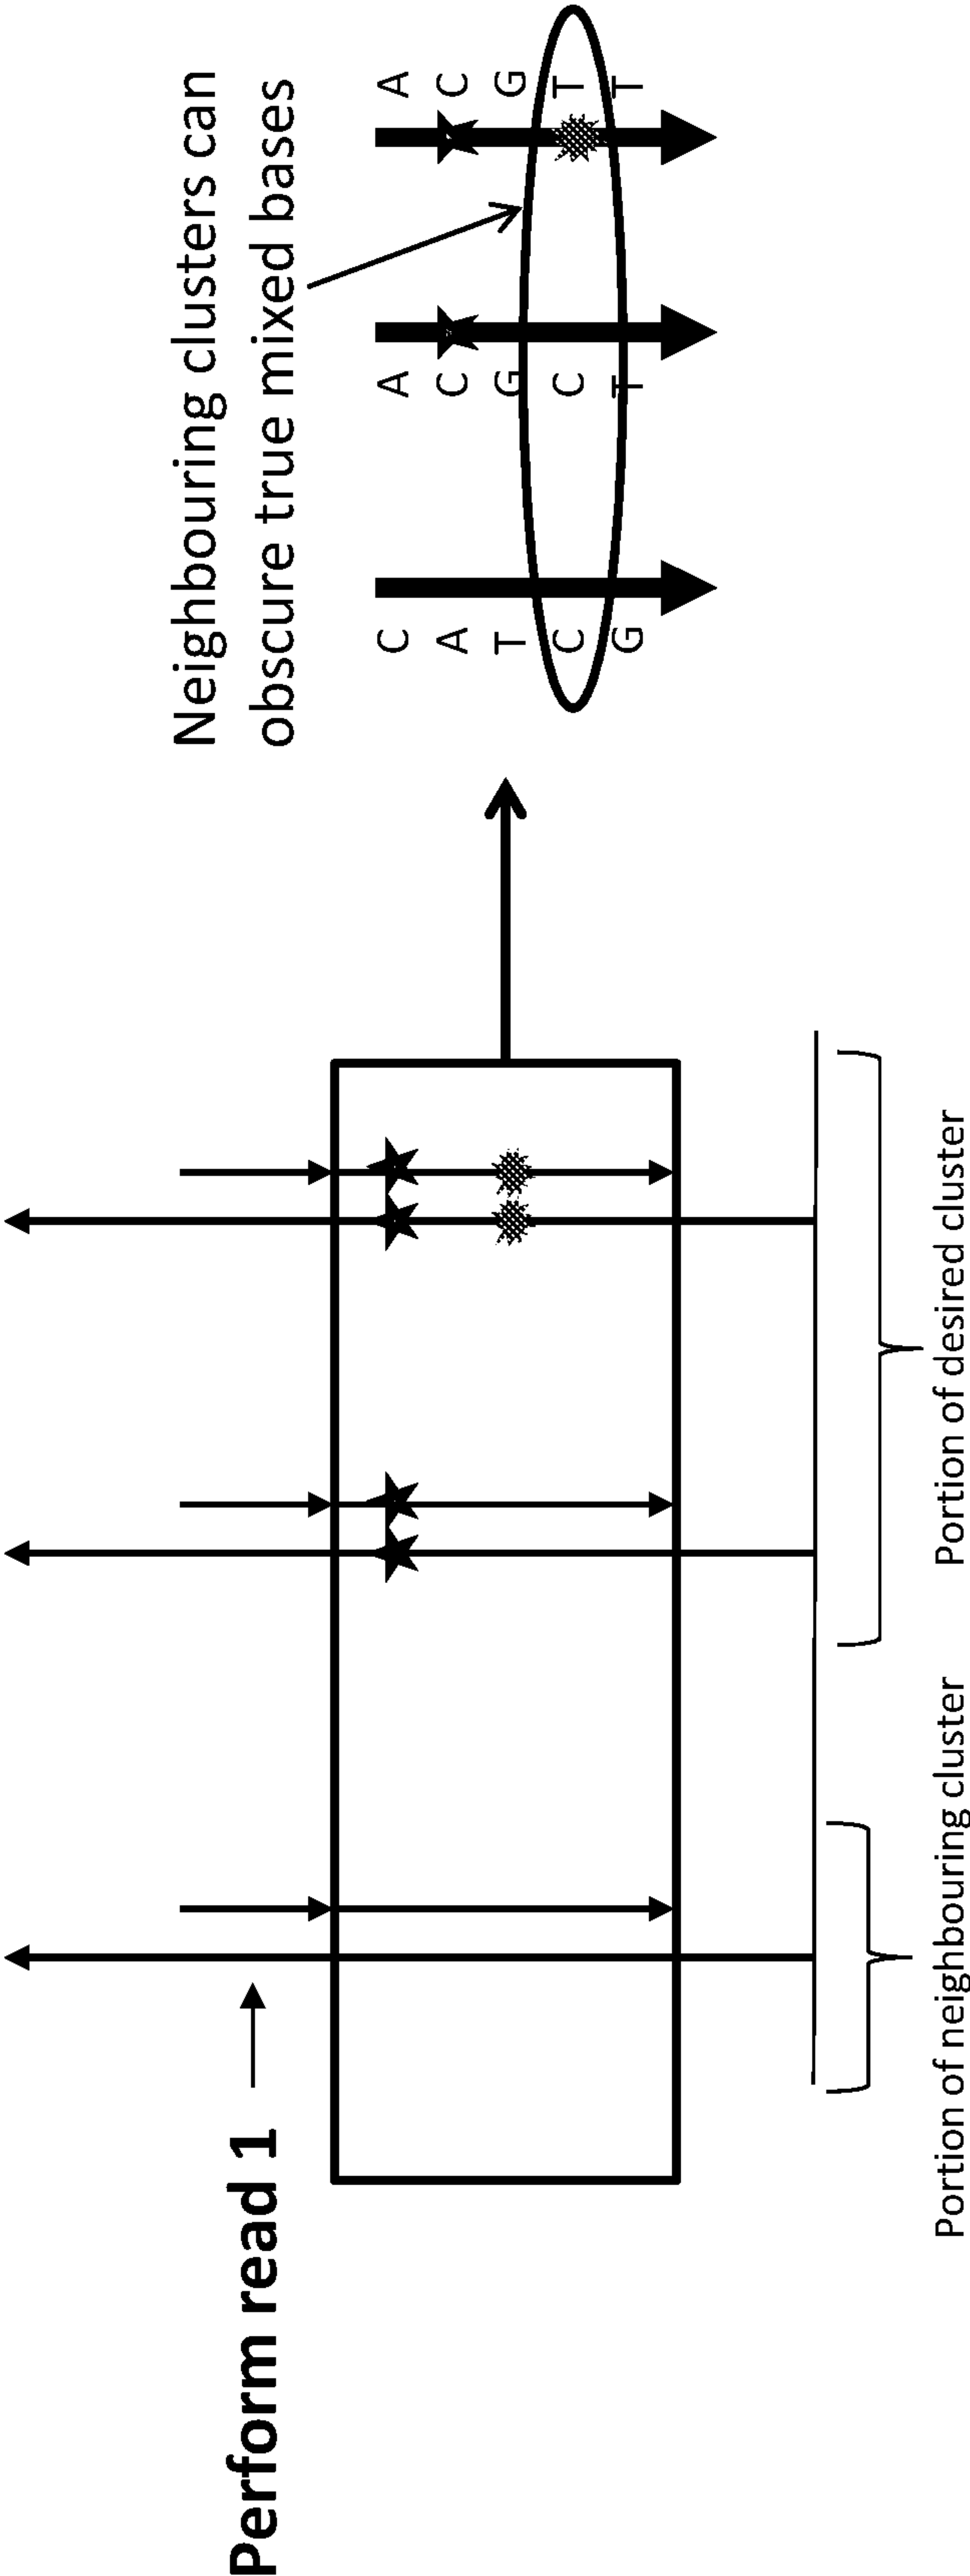 Neighbouring clusters can
obscure true mixed bases
Perform read 1
C A A
A C C
T G G
C C T
G T T
Portion of neighbouring cluster
Portion of desired cluster